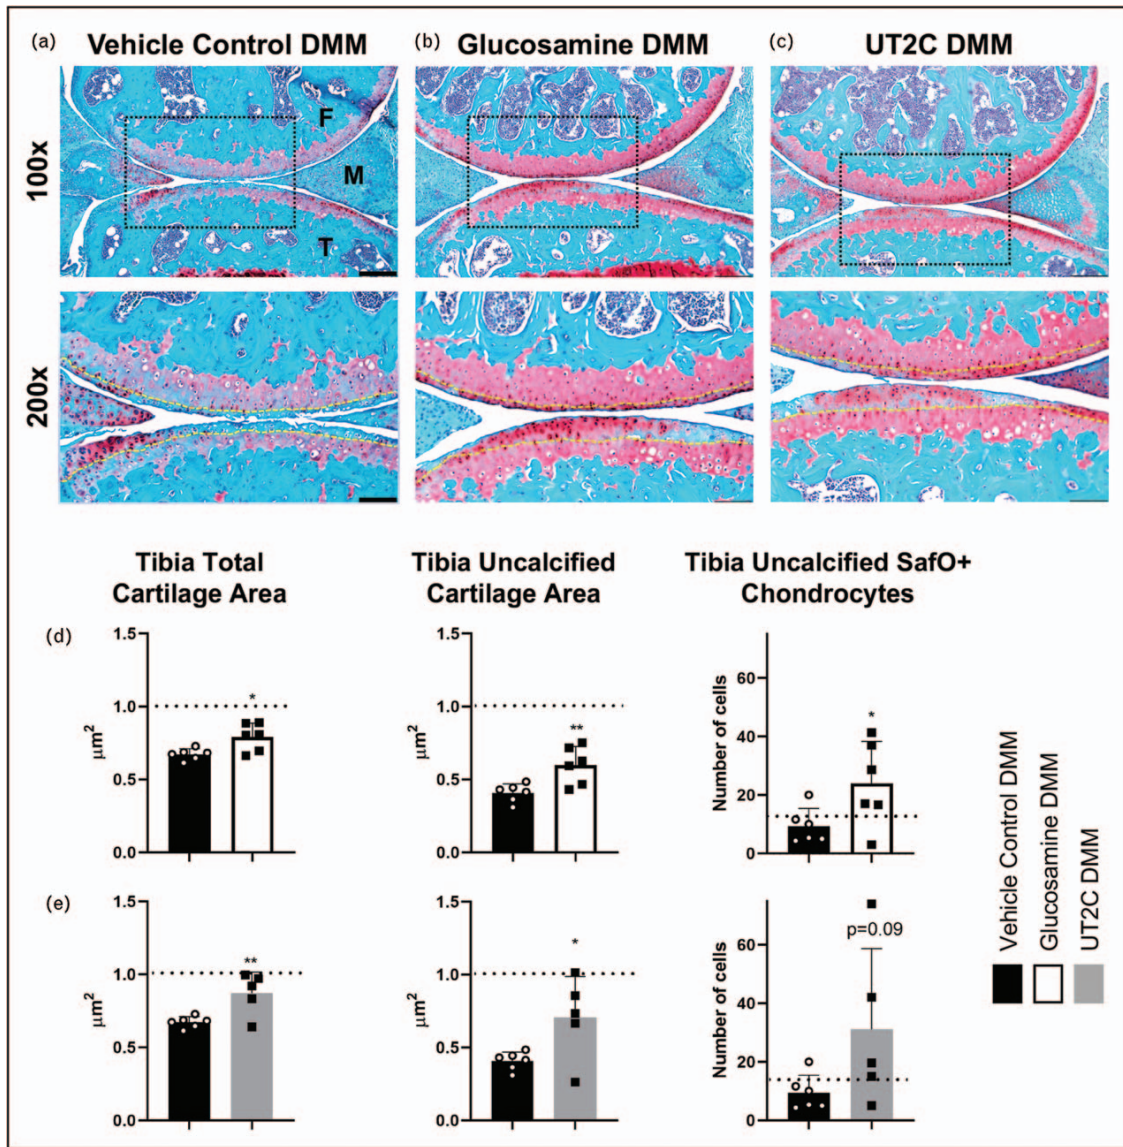 (a) Vehicle Control DMM
(b) Glucosamine DMM
(c) UT2C DMM
100x
F
M
T
200x
Tibia Total
Cartilage Area
Tibia Uncalcified
Cartilage Area
Tibia Uncalcified SafO+
Chondrocytes
(d)
μm²
1.5
1.0
0.5
0.0
*
μm²
1.5
1.0
0.5
0.0
**
Number of cells
60
40
20
0
*
(e)
μm²
1.5
1.0
0.5
0.0
**
μm²
1.5
1.0
0.5
0.0
*
Number of cells
60
40
20
0
p=0.09
Vehicle Control DMM
Glucosamine DMM
UT2C DMM